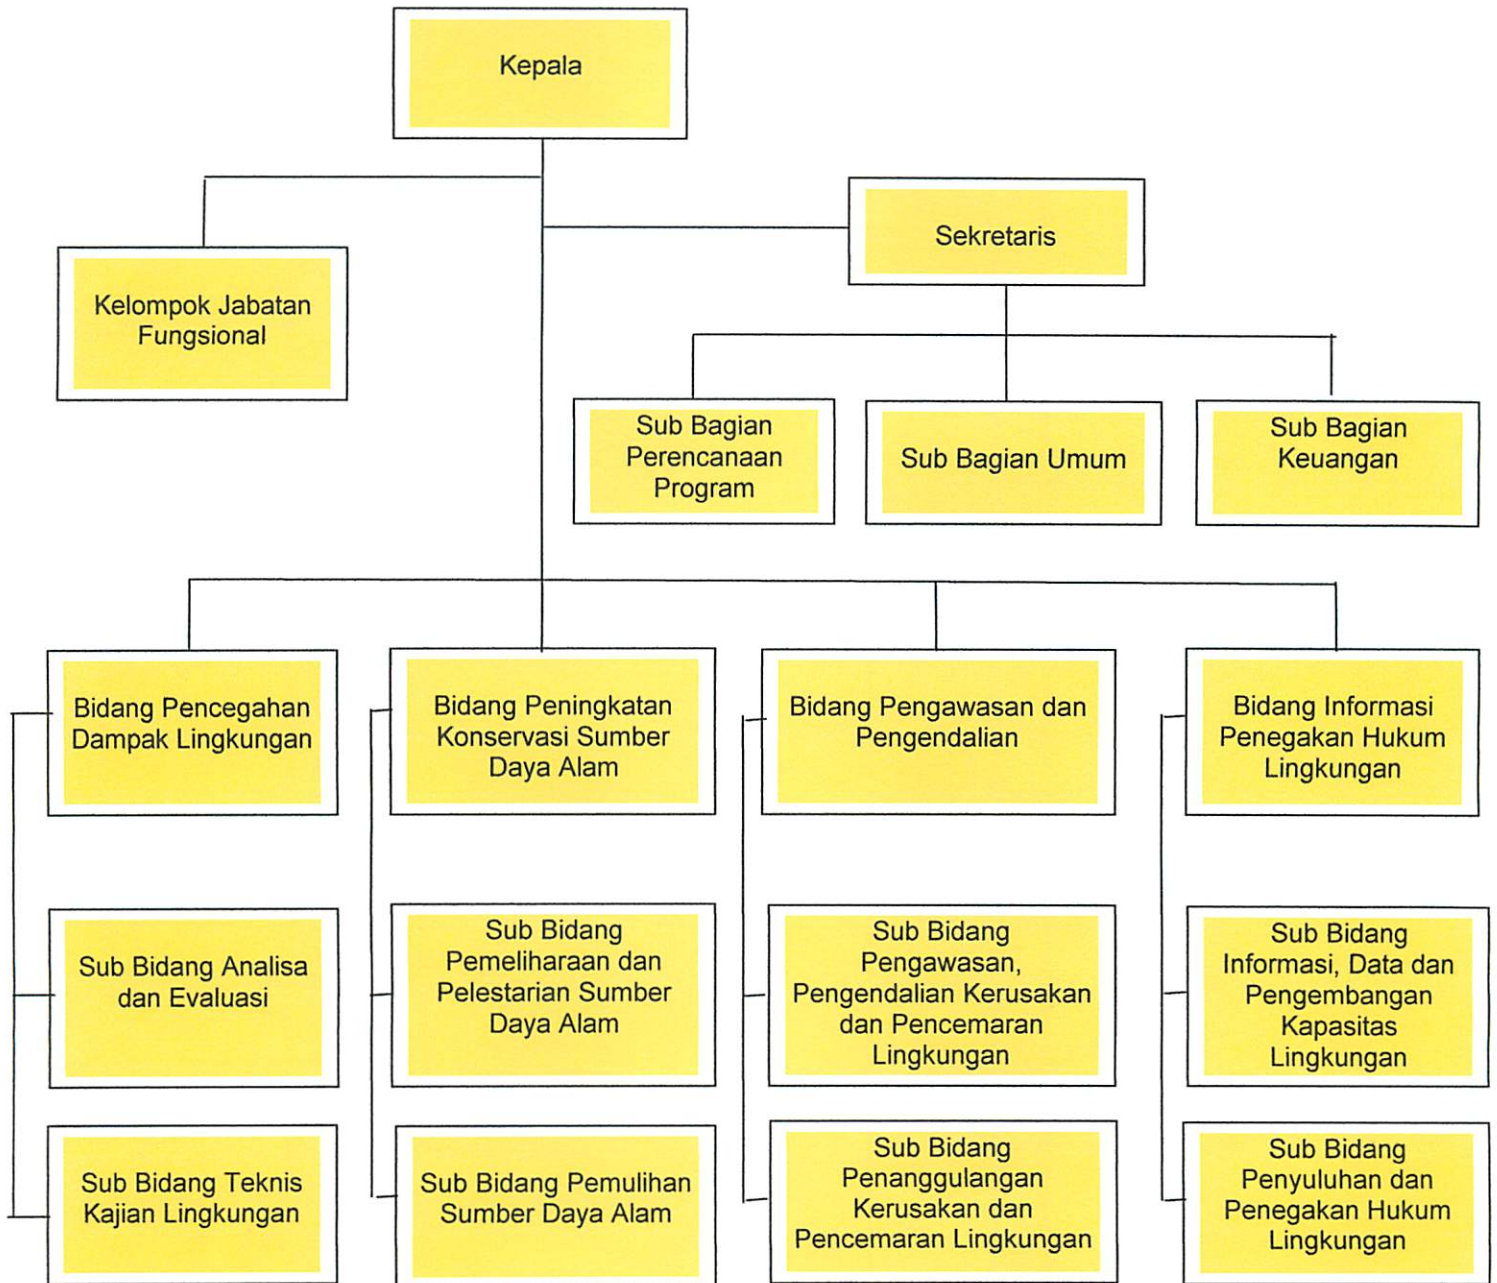 Kepala
Sekretaris
Kelompok Jabatan
Fungsional
Sub Bagian
Perencanaan
Program
Sub Bagian Umum
Sub Bagian
Keuangan
Bidang Pencegahan
Dampak Lingkungan
Bidang Peningkatan
Konservasi Sumber
Daya Alam
Bidang Pengawasan dan
Pengendalian
Bidang Informasi
Penegakan Hukum
Lingkungan
Sub Bidang Analisa
dan Evaluasi
Sub Bidang
Pemeliharaan dan
Pelestarian Sumber
Daya Alam
Sub Bidang
Pengawasan,
Pengendalian Kerusakan
dan Pencemaran
Lingkungan
Sub Bidang
Informasi, Data dan
Pengembangan
Kapasitas
Lingkungan
Sub Bidang Teknis
Kajian Lingkungan
Sub Bidang Pemulihan
Sumber Daya Alam
Sub Bidang
Penanggulangan
Kerusakan dan
Pencemaran Lingkungan
Sub Bidang
Penyuluhan dan
Penegakan Hukum
Lingkungan